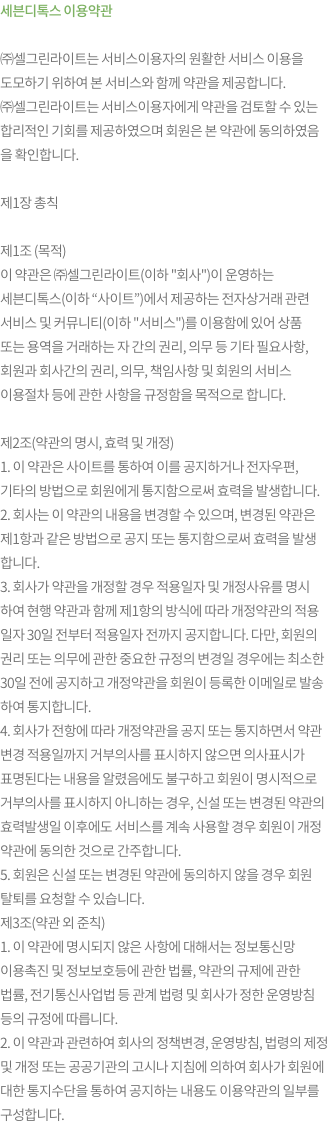 세븐디톡스 이용약관
㈜셀그린라이트는 서비스이용자의 원활한 서비스 이용을
도모하기 위하여 본 서비스와 함께 약관을 제공합니다.
㈜셀그린라이트는 서비스이용자에게 약관을 검토할 수 있는
합리적인 기회를 제공하였으며 회원은 본 약관에 동의하였음
을 확인합니다.
제1장 총칙
제1조 (목적)
이 약관은 ㈜셀그린라이트(이하 "회사")이 운영하는
세븐디톡스(이하 “사이트”)에서 제공하는 전자상거래 관련
서비스 및 커뮤니티(이하 "서비스")를 이용함에 있어 상품
또는 용역을 거래하는 자 간의 권리, 의무 등 기타 필요사항,
회원과 회사간의 권리, 의무, 책임사항 및 회원의 서비스
이용절차 등에 관한 사항을 규정함을 목적으로 합니다.
제2조(약관의 명시, 효력 및 개정)
1. 이 약관은 사이트를 통하여 이를 공지하거나 전자우편,
기타의 방법으로 회원에게 통지함으로써 효력을 발생합니다.
2. 회사는 이 약관의 내용을 변경할 수 있으며, 변경된 약관은
제1항과 같은 방법으로 공지 또는 통지함으로써 효력을 발생
합니다.
3. 회사가 약관을 개정할 경우 적용일자 및 개정사유를 명시
하여 현행 약관과 함께 제1항의 방식에 따라 개정약관의 적용
일자 30일 전부터 적용일자 전까지 공지합니다. 다만, 회원의
권리 또는 의무에 관한 중요한 규정의 변경일 경우에는 최소한
30일 전에 공지하고 개정약관을 회원이 등록한 이메일로 발송
하여 통지합니다.
4. 회사가 전항에 따라 개정약관을 공지 또는 통지하면서 약관
변경 적용일까지 거부의사를 표시하지 않으면 의사표시가
표명된다는 내용을 알렸음에도 불구하고 회원이 명시적으로
거부의사를 표시하지 아니하는 경우, 신설 또는 변경된 약관의
효력발생일 이후에도 서비스를 계속 사용할 경우 회원이 개정
약관에 동의한 것으로 간주합니다.
5. 회원은 신설 또는 변경된 약관에 동의하지 않을 경우 회원
탈퇴를 요청할 수 있습니다.
제3조(약관 외 준칙)
1. 이 약관에 명시되지 않은 사항에 대해서는 정보통신망
이용촉진 및 정보보호등에 관한 법률, 약관의 규제에 관한
법률, 전기통신사업법 등 관계 법령 및 회사가 정한 운영방침
등의 규정에 따릅니다.
2. 이 약관과 관련하여 회사의 정책변경, 운영방침, 법령의 제정
및 개정 또는 공공기관의 고시나 지침에 의하여 회사가 회원에
대한 통지수단을 통하여 공지하는 내용도 이용약관의 일부를
구성합니다.